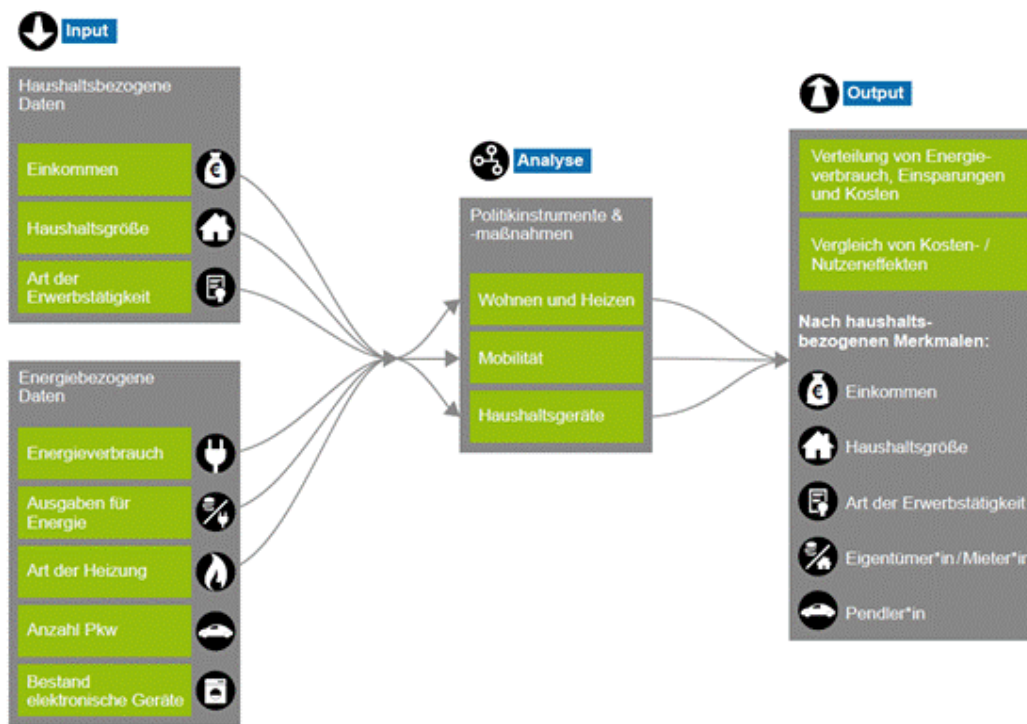 Input
Haushaltsbezogene
Daten
Einkommen
Haushaltsgröße
Art der
Erwerbstätigkeit
Energiebezogene
Daten
Energieverbrauch
Ausgaben für
Energie
Art der Heizung
Anzahl Pkw
Bestand
elektronische Geräte
Analyse
Politikinstrumente &
-maßnahmen
Wohnen und Heizen
Mobilität
Haushaltsgeräte
Output
Verteilung von Energie-
verbrauch, Einsparungen
und Kosten
Vergleich von Kosten- /
Nutzeneffekten
Nach haushalts-
bezogenen Merkmalen:
Einkommen
Haushaltsgröße
Art der Erwerbstätigkeit
Eigentümer*in/Mieter*in
Pendler*in